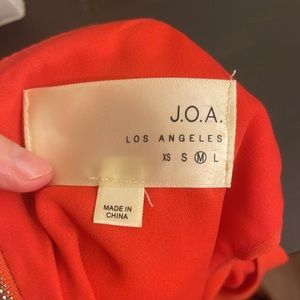 J.O.A.
LOS ANGELES
XS S M L
MADE IN
CHINA